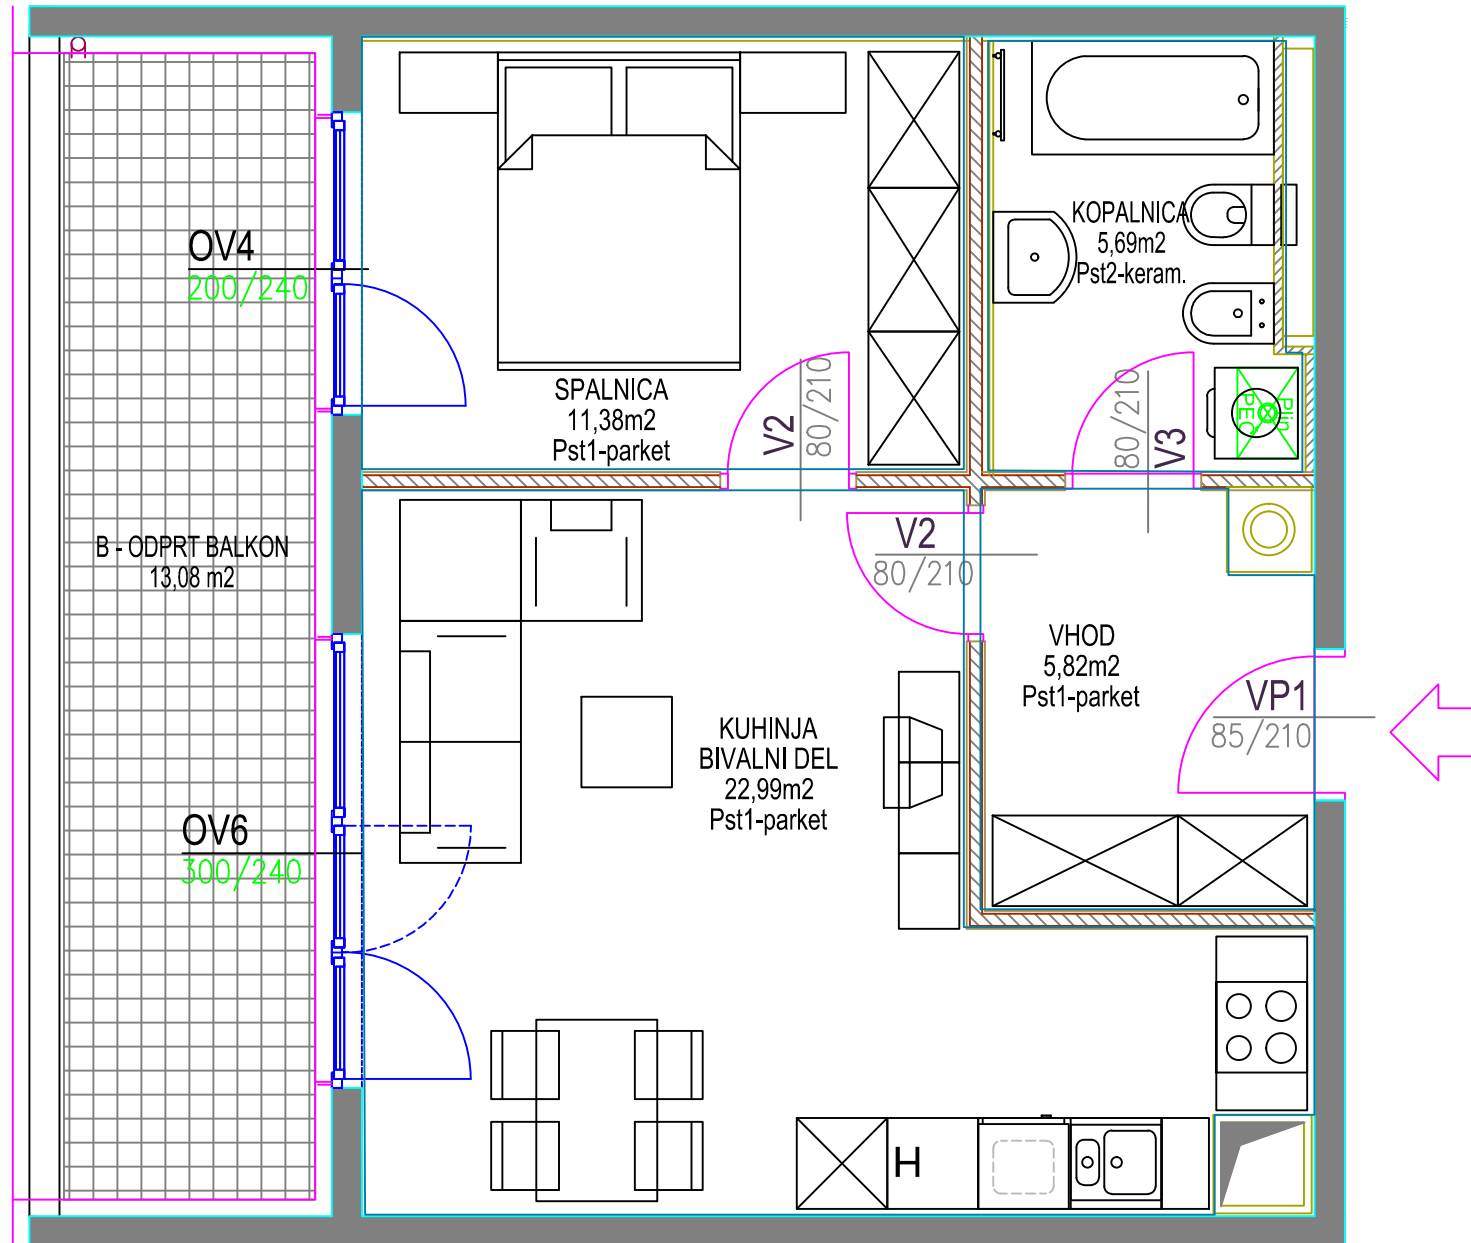 OV4
200/240
SPALNICA
11,38m2
Pst1-parket
V2
80/210
KOPALNICA
5,69m2
Pst2-keram.
80/210
V3
Plin
PEČ
B - ODPRT BALKON
13,08 m2
V2
80/210
VHOD
5,82m2
Pst1-parket
VP1
85/210
KUHINJA
BIVALNI DEL
22,99m2
Pst1-parket
OV6
300/240
H